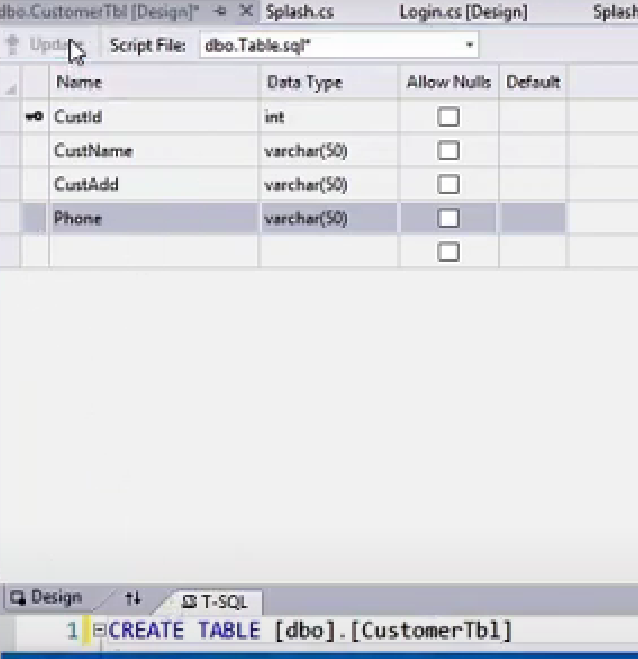 dbo.CustomerTbl [Design]* Splash.cs Login.cs [Design] Splash
Update Script File: dbo.Table.sql*
Name Data Type Allow Nulls Default
CustId int
CustName varchar(50)
CustAdd varchar(50)
Phone varchar(50)
Design T-SQL
1 CREATE TABLE [dbo].[CustomerTbl]